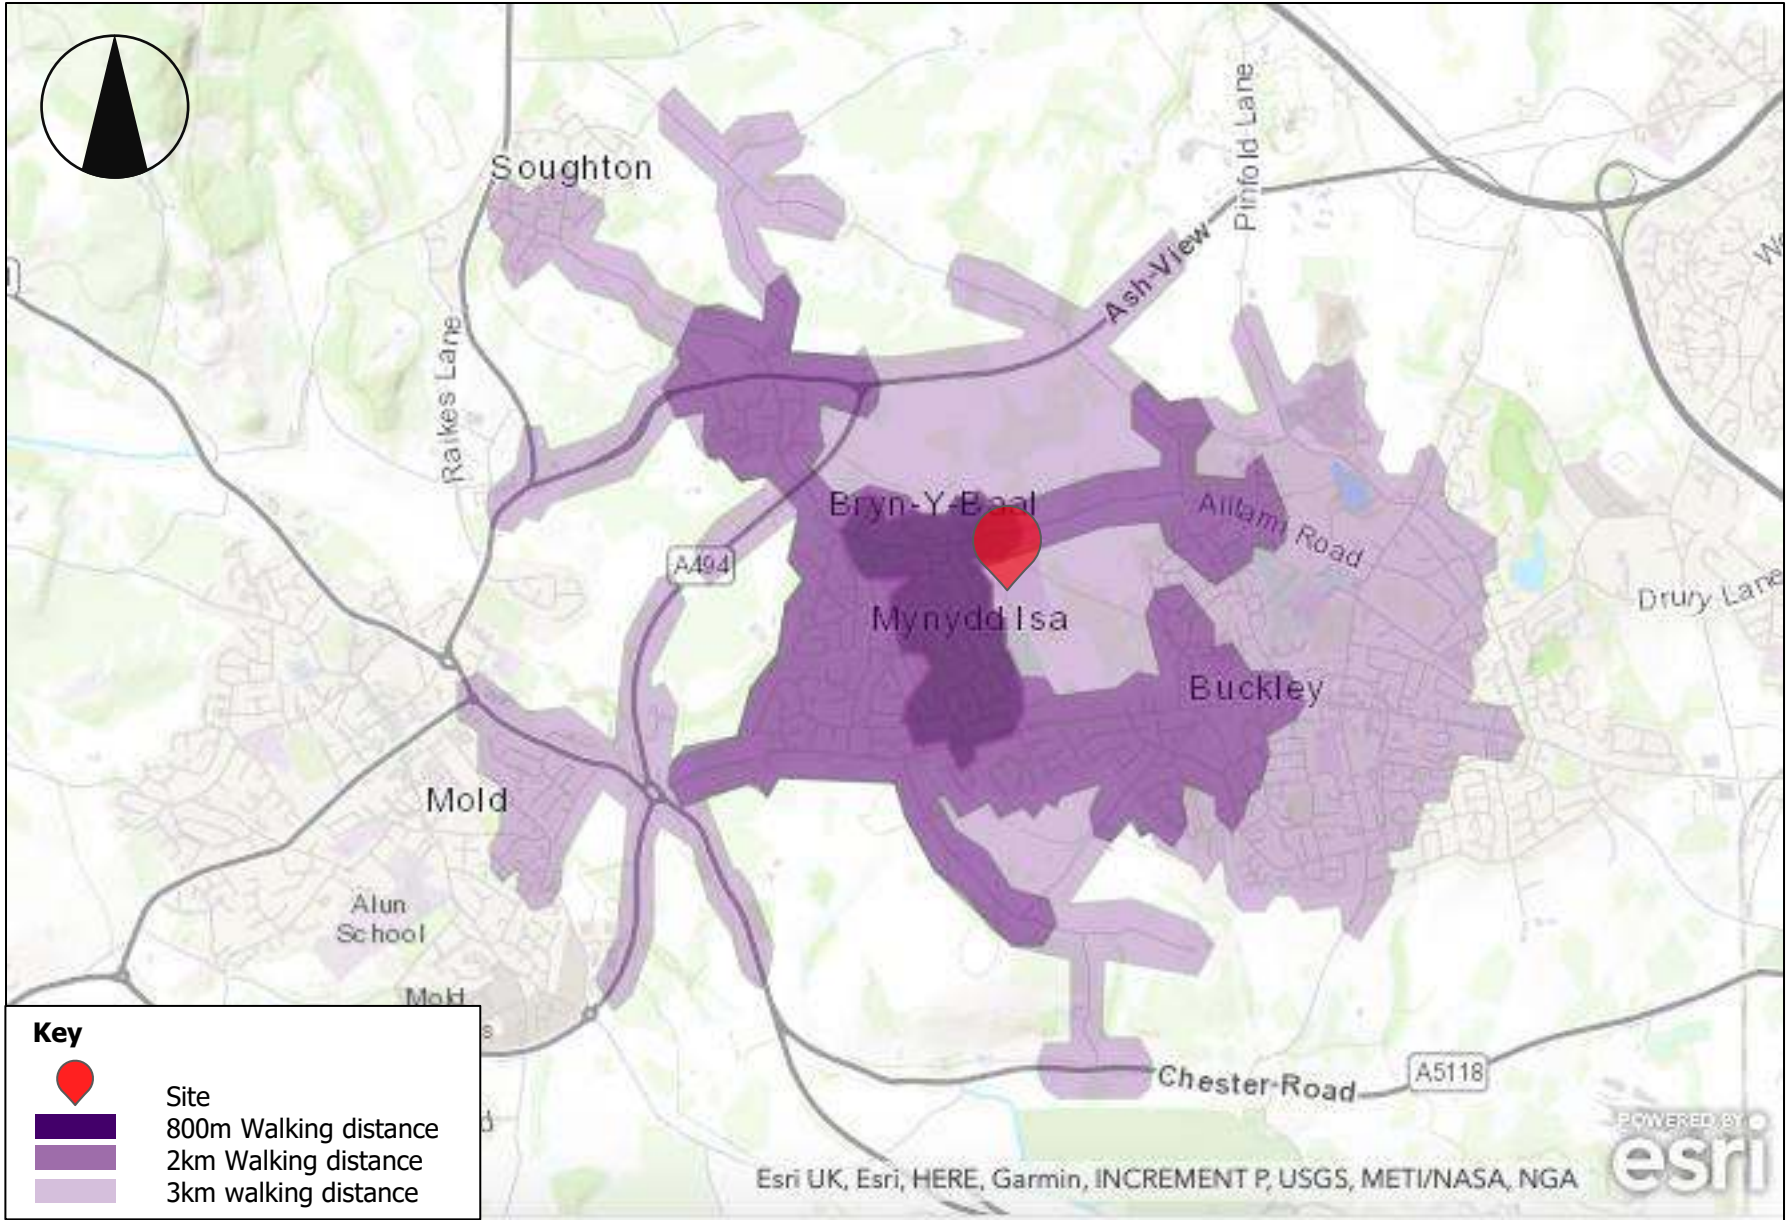 Soughton
Pinfold Lane
Ash-View
Raikes Lane
Bryn-Y-Baal
Alltami Road
A494
Drury Lane
Mynydd Isa
Buckley
Mold
Alun
School
Mold
Key
Site
800m Walking distance
2km Walking distance
3km walking distance
Chester-Road
A5118
POWERED BY
esri
Esri UK, Esri, HERE, Garmin, INCREMENT P, USGS, METI/NASA, NGA